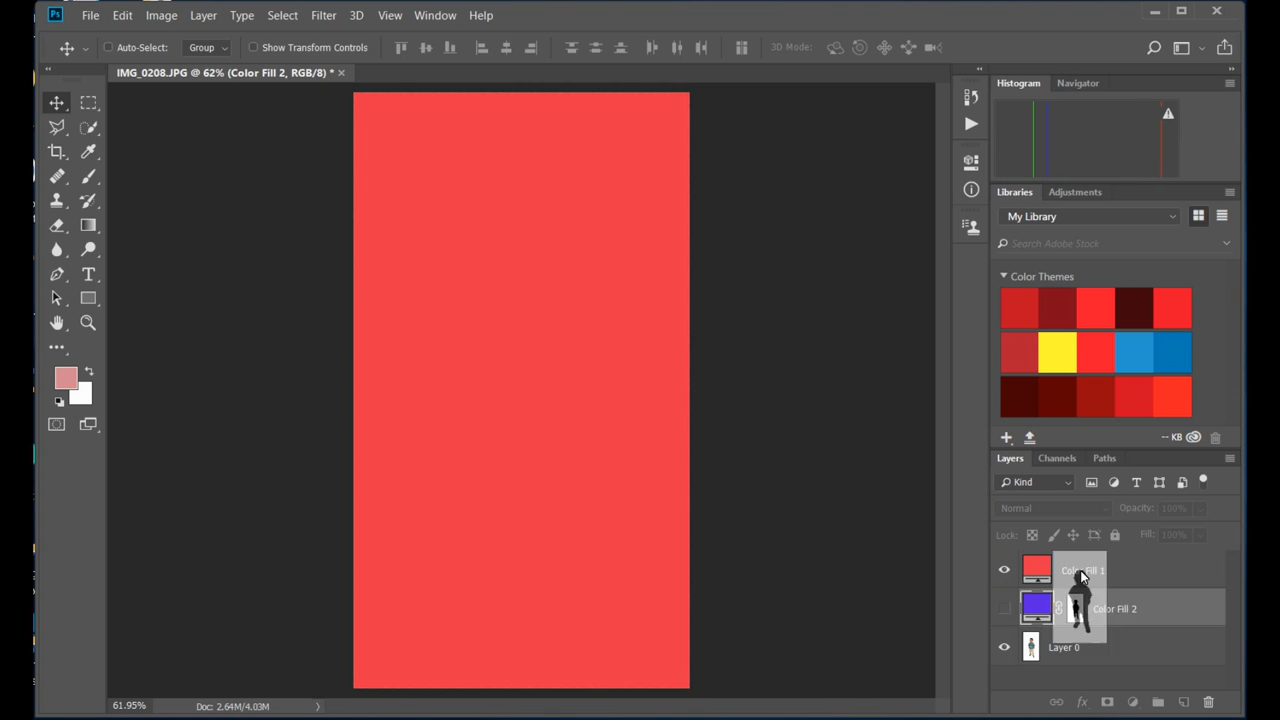 Ps File Edit Image Layer Type Select Filter 3D View Window Help
Auto-Select: Group Show Transform Controls 3D Mode:
IMG_0208.JPG @ 62% (Color Fill 2, RGB/8) *
Histogram Navigator
Libraries Adjustments
My Library
Search Adobe Stock
Color Themes
-- KB
Layers Channels Paths
Kind
Normal Opacity: 100%
Lock: Fill: 100%
Color Fill 1
Color Fill 2
Layer 0
61.95% Doc: 2.64M/4.03M